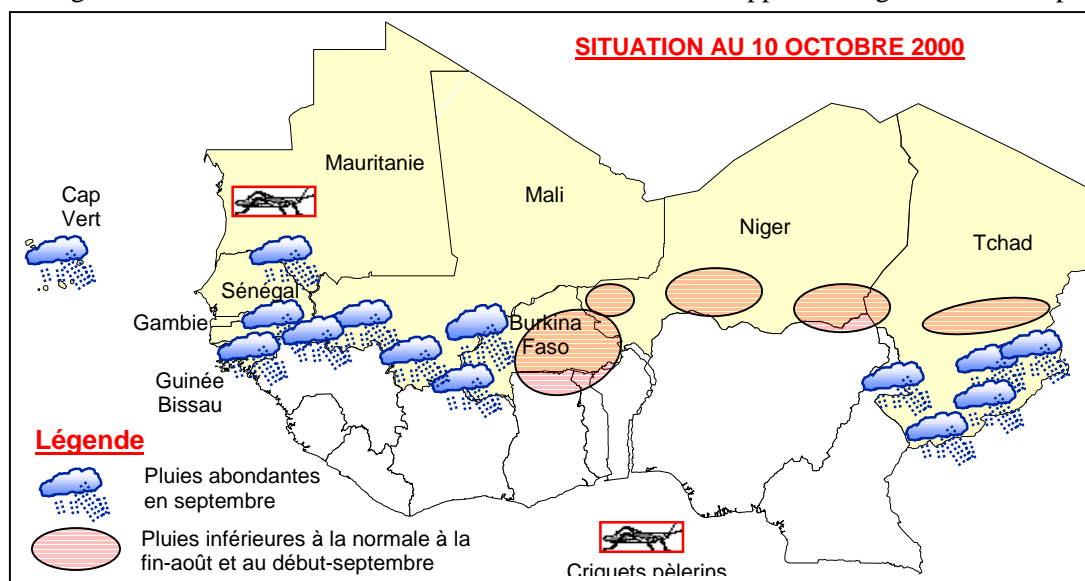 SITUATION AU 10 OCTOBRE 2000
Mauritanie
Mali
Niger
Tchad
Cap
Vert
Sénégal
Gambie
Burkina
Faso
Guinée
Bissau
Légende
Pluies abondantes
en septembre
Pluies inférieures à la normale à la
fin-août et au début-septembre
Criquets pèlerins